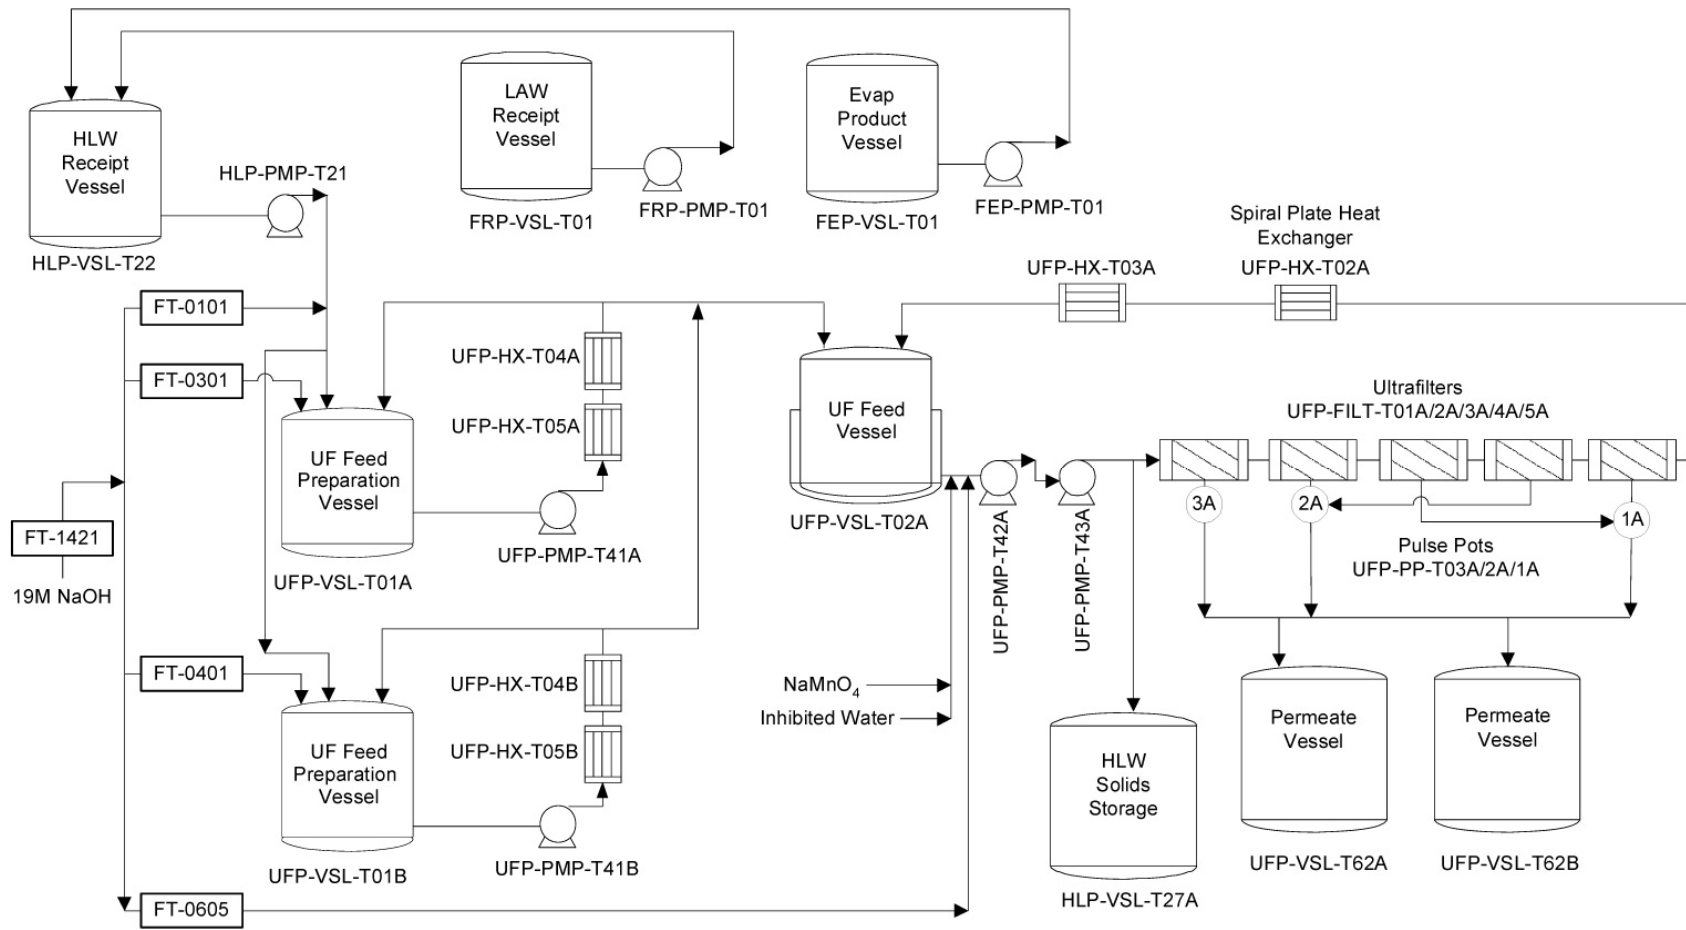 HLW
Receipt
Vessel
HLP-VSL-T22
HLP-PMP-T21
LAW
Receipt
Vessel
FRP-VSL-T01
FRP-PMP-T01
Evap
Product
Vessel
FEP-VSL-T01
FEP-PMP-T01
Spiral Plate Heat
Exchanger
UFP-HX-T03A
UFP-HX-T02A
FT-0101
FT-0301
FT-1421
19M NaOH
FT-0401
FT-0605
UF Feed
Preparation
Vessel
UFP-VSL-T01A
UFP-HX-T04A
UFP-HX-T05A
UFP-PMP-T41A
UF Feed
Preparation
Vessel
UFP-VSL-T01B
UFP-HX-T04B
UFP-HX-T05B
UFP-PMP-T41B
UF Feed
Vessel
UFP-VSL-T02A
NaMnO4
Inhibited Water
UFP-PMP-T42A
UFP-PMP-T43A
Ultrafilters
UFP-FILT-T01A/2A/3A/4A/5A
3A
2A
1A
Pulse Pots
UFP-PP-T03A/2A/1A
HLW
Solids
Storage
HLP-VSL-T27A
Permeate
Vessel
UFP-VSL-T62A
Permeate
Vessel
UFP-VSL-T62B